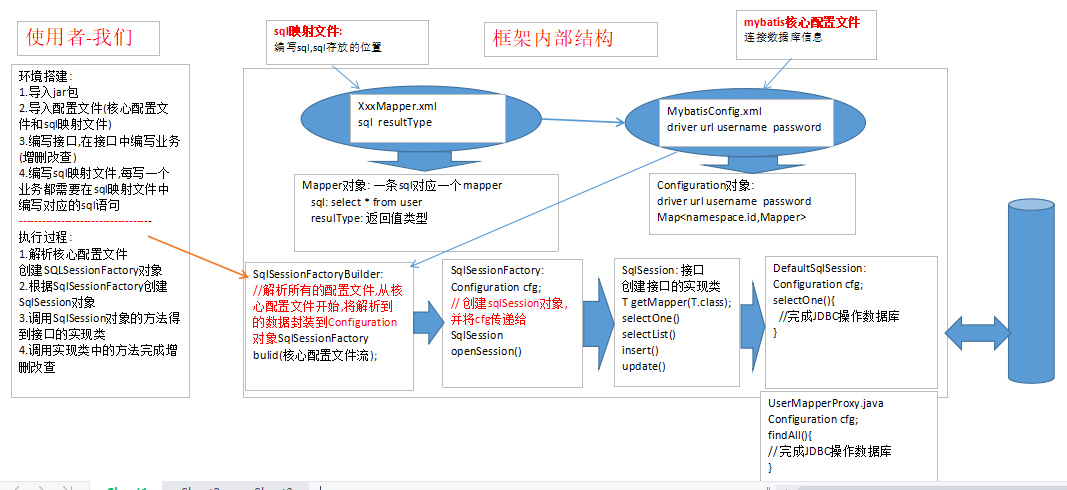 使用者-我们
环境搭建:
1.导入jar包
2.导入配置文件(核心配置文
件和sql映射文件)
3.编写接口,在接口中编写业务
(增删改查)
4.编写sql映射文件,每写一个
业务都需要在sql映射文件中
编写对应的sql语句
--------------------------------
执行过程:
1.解析核心配置文件
创建SQLSessionFactory对象
2.根据SqlSessionFactory创建
SqlSession对象
3.调用SqlSession对象的方法得
到接口的实现类
4.调用实现类中的方法完成增
删改查
sql映射文件:
编写sql,sql存放的位置
框架内部结构
mybatis核心配置文件
连接数据库信息
XxxMapper.xml
sql resultType
MybatisConfig.xml
driver url username password
Mapper对象: 一条sql对应一个mapper
sql: select * from user
resulType: 返回值类型
Configuration对象:
driver url username password
Map<namespace.id,Mapper>
SqlSessionFactoryBuilder:
//解析所有的配置文件,从核
心配置文件开始,将解析到
的数据封装到Configuration
对象SqlSessionFactory
bulid(核心配置文件流);
SqlSessionFactory:
Configuration cfg;
// 创建sqlSession对象,
并将cfg传递给
SqlSession
openSession()
SqlSession: 接口
创建接口的实现类
T getMapper(T.class);
selectOne()
selectList()
insert()
update()
DefaultSqlSession:
Configuration cfg;
selectOne(){
//完成JDBC操作数据库
}
UserMapperProxy.java
Configuration cfg;
findAll(){
//完成JDBC操作数据库
}